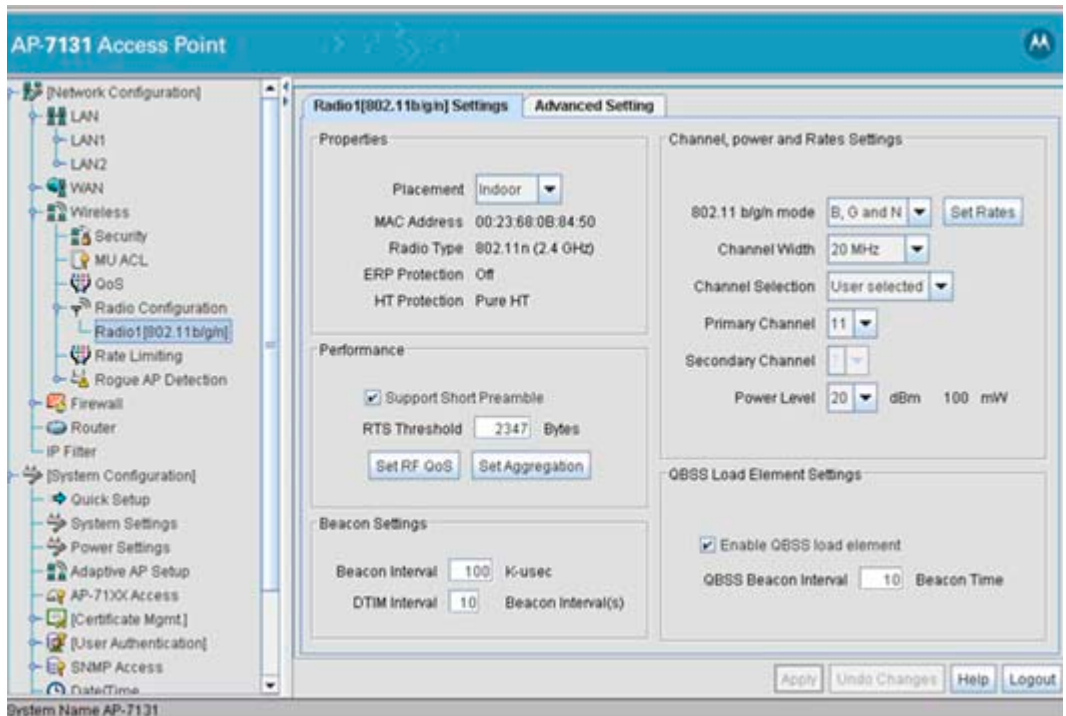 AP-7131 Access Point
[Network Configuration]
LAN
LAN1
LAN2
WAN
Wireless
Security
MU ACL
QoS
Radio Configuration
Radio1[802.11b/g/n]
Rate Limiting
Rogue AP Detection
Firewall
Router
IP Filter
[System Configuration]
Quick Setup
System Settings
Power Settings
Adaptive AP Setup
AP-71XX Access
[Certificate Mgmt.]
[User Authentication]
SNMP Access
Date/Time
Radio1[802.11b/g/n] Settings Advanced Setting
Properties
Placement Indoor
MAC Address 00:23:68:0B:84:50
Radio Type 802.11n (2.4 GHz)
ERP Protection Off
HT Protection Pure HT
Performance
Support Short Preamble
RTS Threshold 2347 Bytes
Set RF QoS Set Aggregation
Beacon Settings
Beacon Interval 100 K-usec
DTIM Interval 10 Beacon Interval(s)
Channel, power and Rates Settings
802.11 b/g/n mode B, G and N Set Rates
Channel Width 20 MHz
Channel Selection User selected
Primary Channel 11
Secondary Channel
Power Level 20 dBm 100 mW
QBSS Load Element Settings
Enable QBSS load element
QBSS Beacon Interval 10 Beacon Time
Apply Undo Changes Help Logout
System Name AP-7131